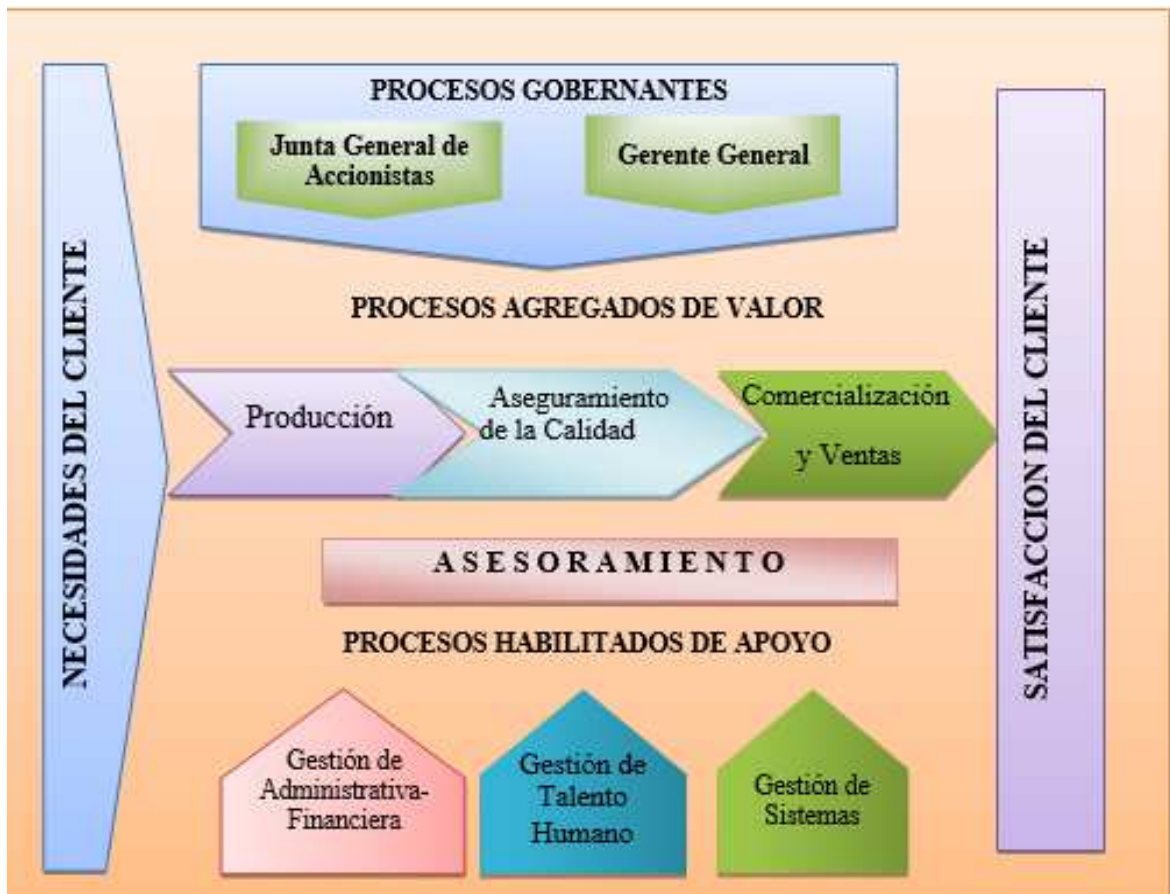 NECESIDADES DEL CLIENTE
PROCESOS GOBERNANTES
Junta General de
Accionistas
Gerente General
PROCESOS AGREGADOS DE VALOR
Producción
Aseguramiento
de la Calidad
Comercialización
y Ventas
A S E S O R A M I E N T O
PROCESOS HABILITADOS DE APOYO
Gestión de
Administrativa-
Financiera
Gestión de
Talento
Humano
Gestión de
Sistemas
SATISFACCION DEL CLIENTE